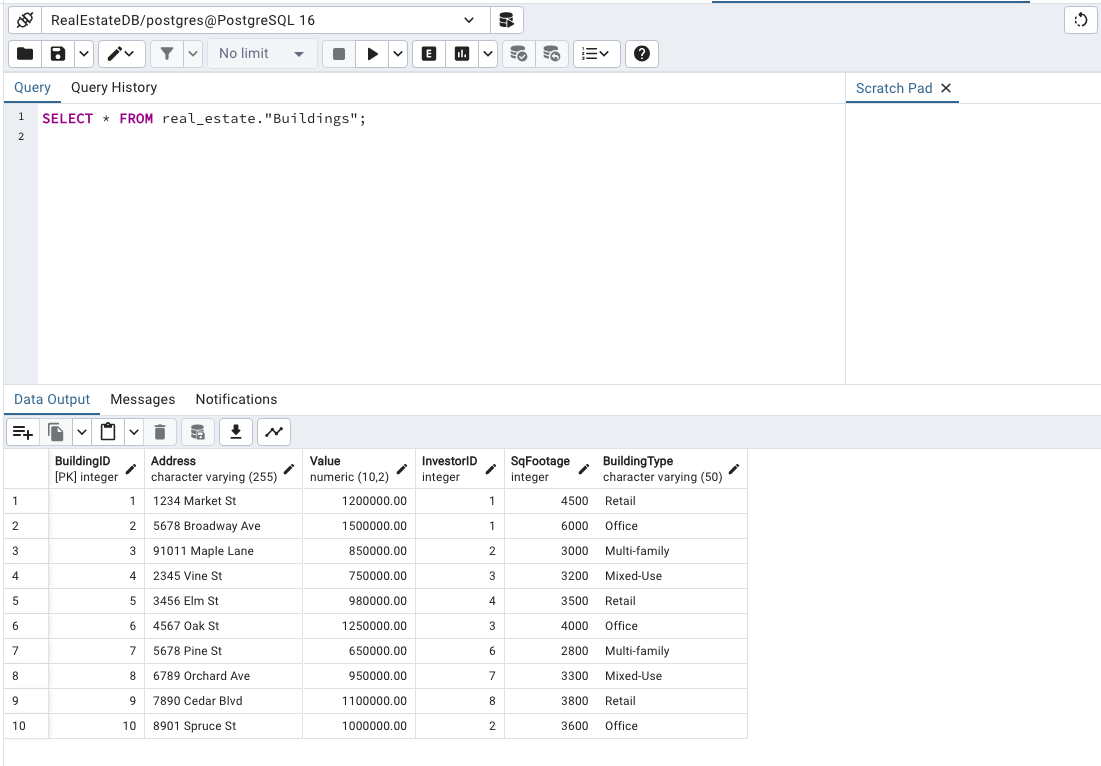 RealEstateDB/postgres@PostgreSQL 16
No limit
E
Query Query History Scratch Pad
1 SELECT * FROM real_estate."Buildings";
2
Data Output Messages Notifications
BuildingID Address Value InvestorID SqFootage BuildingType
[PK] integer character varying (255) numeric (10,2) integer integer character varying (50)
1 1 1234 Market St 1200000.00 1 4500 Retail
2 2 5678 Broadway Ave 1500000.00 1 6000 Office
3 3 91011 Maple Lane 850000.00 2 3000 Multi-family
4 4 2345 Vine St 750000.00 3 3200 Mixed-Use
5 5 3456 Elm St 980000.00 4 3500 Retail
6 6 4567 Oak St 1250000.00 3 4000 Office
7 7 5678 Pine St 650000.00 6 2800 Multi-family
8 8 6789 Orchard Ave 950000.00 7 3300 Mixed-Use
9 9 7890 Cedar Blvd 1100000.00 8 3800 Retail
10 10 8901 Spruce St 1000000.00 2 3600 Office